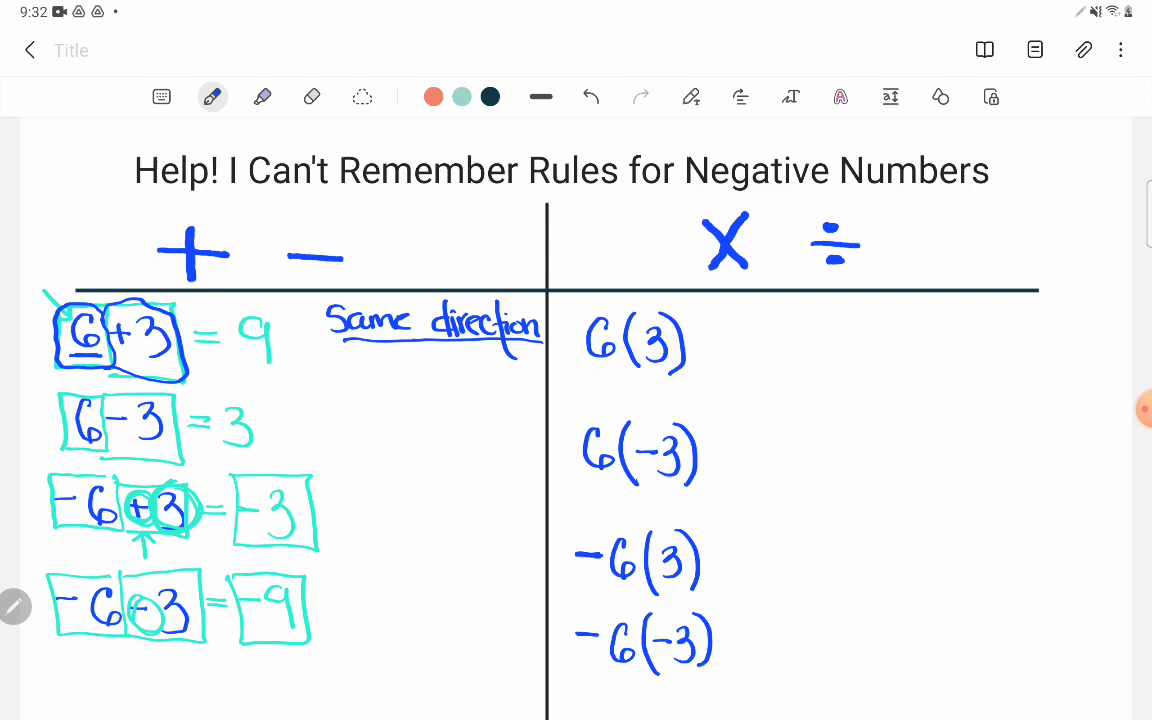 9:32
Title
Help! I Can't Remember Rules for Negative Numbers
+ −
x ÷
6 + 3 = 9
Same direction
6 − 3 = 3
−6 + 3 = −3
−6 − 3 = −9
6(3)
6(−3)
−6(3)
−6(−3)